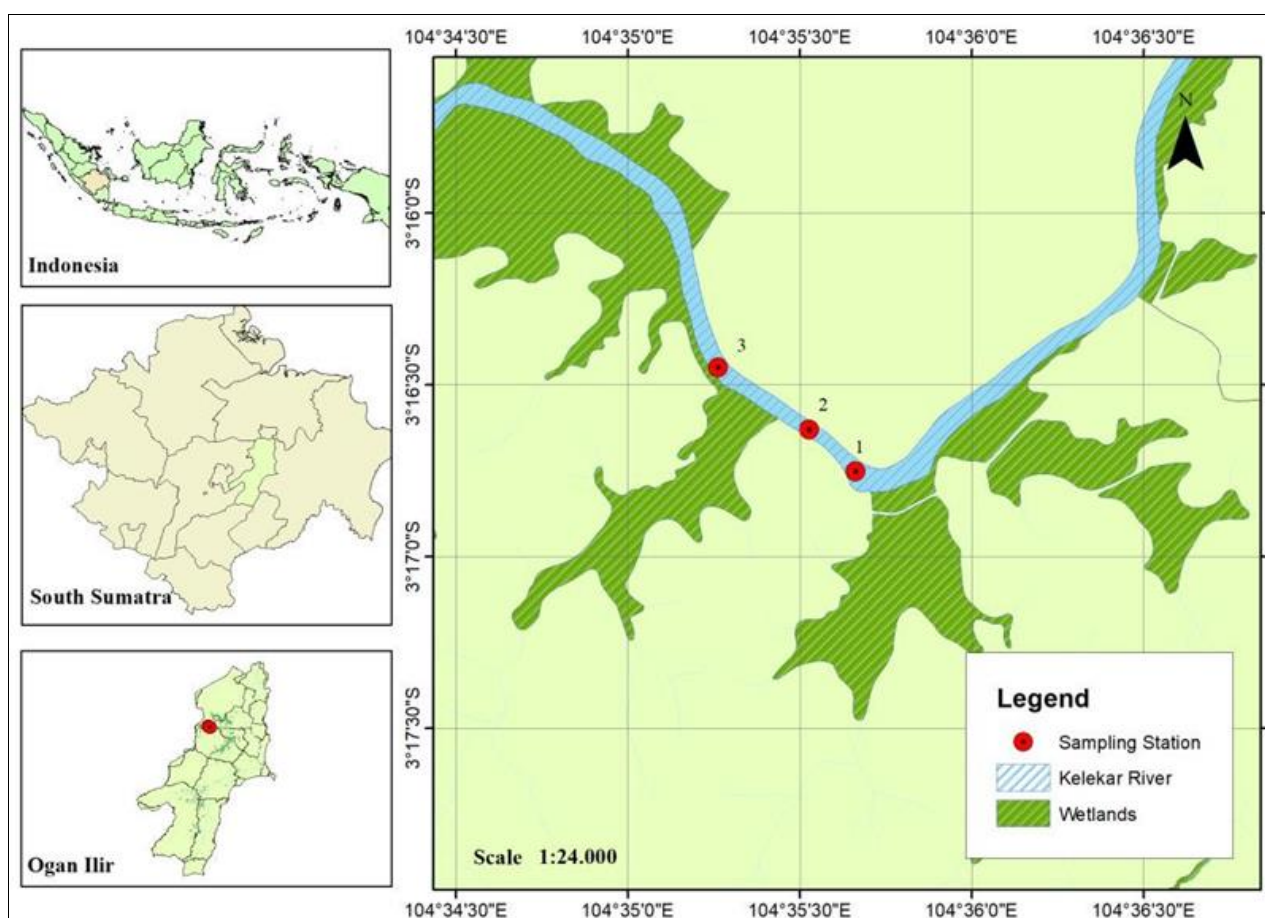 Indonesia
South Sumatra
Ogan Ilir
104°34'30"E 104°35'0"E 104°35'30"E 104°36'0"E 104°36'30"E
3°16'0"S
3°16'30"S
3°17'0"S
3°17'30"S
N
3
2
1
Legend
Sampling Station
Kelekar River
Wetlands
Scale 1:24.000
104°34'30"E 104°35'0"E 104°35'30"E 104°36'0"E 104°36'30"E